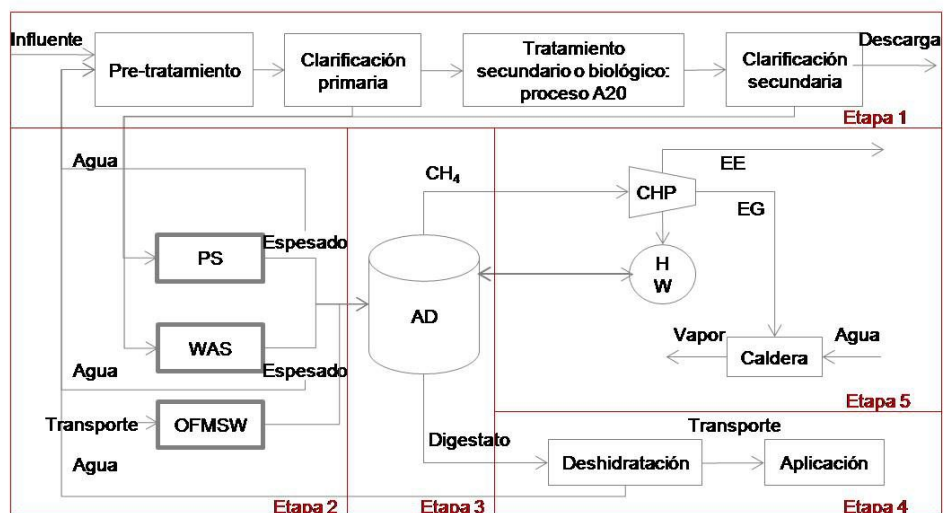 Influente
Pre-tratamiento
Clarificación
primaria
Tratamiento
secundario o biológico:
proceso A20
Clarificación
secundaria
Descarga
Etapa 1
Agua
PS
Espesado
WAS
Agua
Espesado
Transporte
OFMSW
Agua
Etapa 2
CH₄
AD
Digestato
Etapa 3
CHP
EE
EG
H
W
Vapor
Caldera
Agua
Etapa 5
Deshidratación
Transporte
Aplicación
Etapa 4